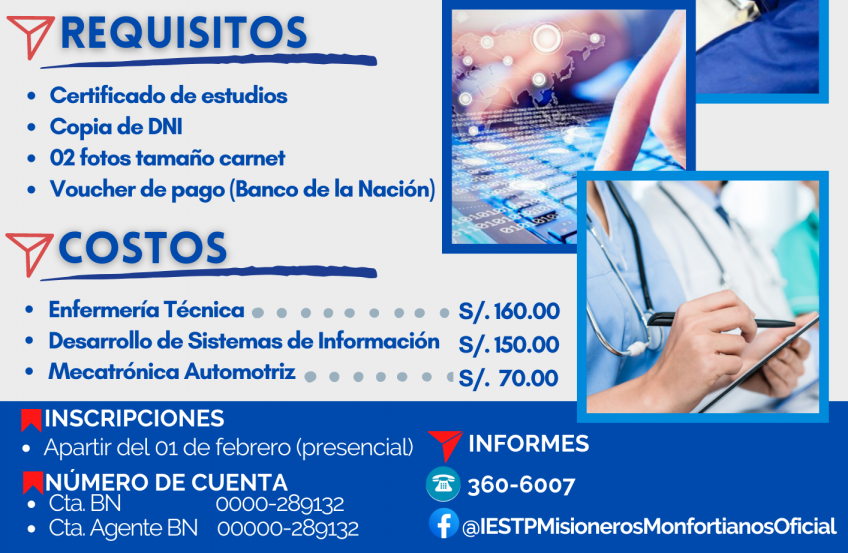 REQUISITOS
• Certificado de estudios
• Copia de DNI
• 02 fotos tamaño carnet
• Voucher de pago (Banco de la Nación)
COSTOS
• Enfermería Técnica S/. 160.00
• Desarrollo de Sistemas de Información S/. 150.00
• Mecatrónica Automotriz S/. 70.00
INSCRIPCIONES
• Apartir del 01 de febrero (presencial)
NÚMERO DE CUENTA
• Cta. BN 0000-289132
• Cta. Agente BN 00000-289132
INFORMES
360-6007
@IESTPMisionerosMonfortianosOficial